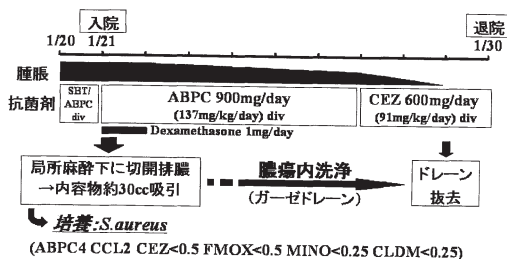 入院
退院
1/20 1/21
1/30
腫脹
抗菌剤
SBT/
ABPC
div
ABPC 900mg/day
(137mg/kg/day) div
CEZ 600mg/day
(91mg/kg/day) div
Dexamethasone 1mg/day
局所麻酔下に切開排膿
→内容物約30cc吸引
膿瘍内洗浄
(ガーゼドレーン)
ドレーン
抜去
培養:S.aureus
(ABPC4 CCL2 CEZ<0.5 FMOX<0.5 MINO<0.25 CLDM<0.25)